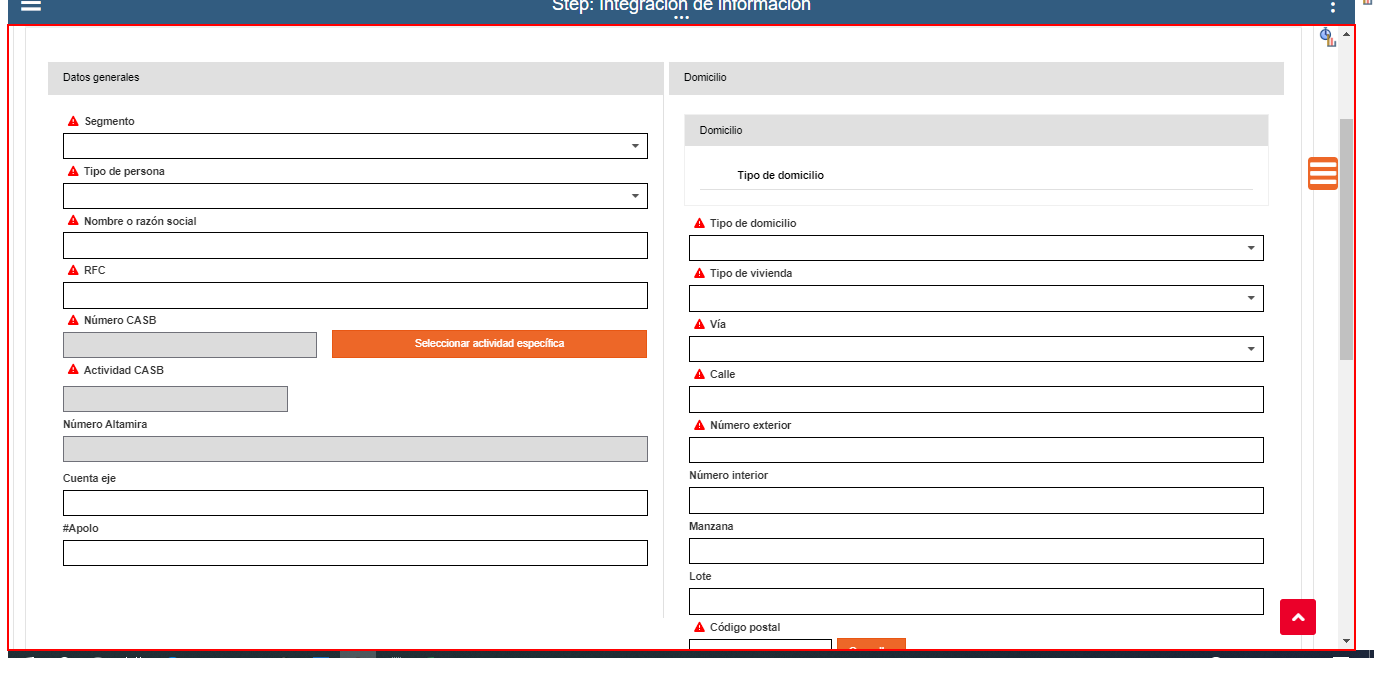 Step: Integración de información
Datos generales
Segmento
Tipo de persona
Nombre o razón social
RFC
Número CASB
Seleccionar actividad específica
Actividad CASB
Número Altamira
Cuenta eje
#Apolo
Domicilio
Domicilio
Tipo de domicilio
Tipo de domicilio
Tipo de vivienda
Vía
Calle
Número exterior
Número interior
Manzana
Lote
Código postal